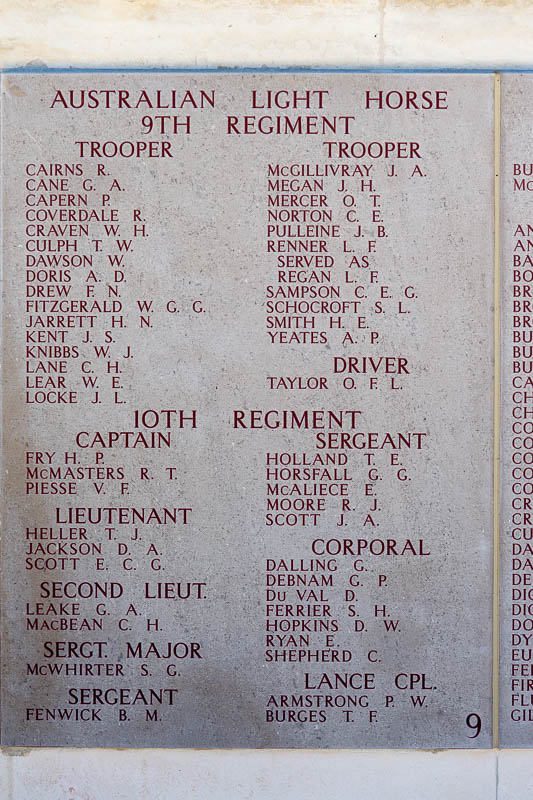 AUSTRALIAN LIGHT HORSE
9TH REGIMENT
TROOPER
CAIRNS R.
CANE G. A.
CAPERN P.
COVERDALE R.
CRAVEN W. H.
CULPH T. W.
DAWSON W.
DORIS A. D.
DREW F. N.
FITZGERALD W. G. G.
JARRETT H. N.
KENT J. S.
KNIBBS W. J.
LANE C. H.
LEAR W. E.
LOCKE J. L.
TROOPER
McGILLIVRAY J. A.
MEGAN J. H.
MERCER O. T.
NORTON C. E.
PULLEINE J. B.
RENNER L. F.
SERVED AS
REGAN L. F.
SAMPSON C. E. G.
SCHOCROFT S. L.
SMITH H. E.
YEATES A. P.
DRIVER
TAYLOR O. F. L.
10TH REGIMENT
CAPTAIN
FRY H. P.
McMASTERS R. T.
PIESSE V. F.
LIEUTENANT
HELLER T. J.
JACKSON D. A.
SCOTT E. C. G.
SECOND LIEUT.
LEAKE G. A.
MacBEAN C. H.
SERGT. MAJOR
McWHIRTER S. G.
SERGEANT
FENWICK B. M.
SERGEANT
HOLLAND T. E.
HORSFALL G. G.
McALIECE E.
MOORE R. J.
SCOTT J. A.
CORPORAL
DALLING G.
DEBNAM G. P.
Du VAL D.
FERRIER S. H.
HOPKINS D. W.
RYAN E.
SHEPHERD C.
LANCE CPL.
ARMSTRONG P. W.
BURGES T. F.
9